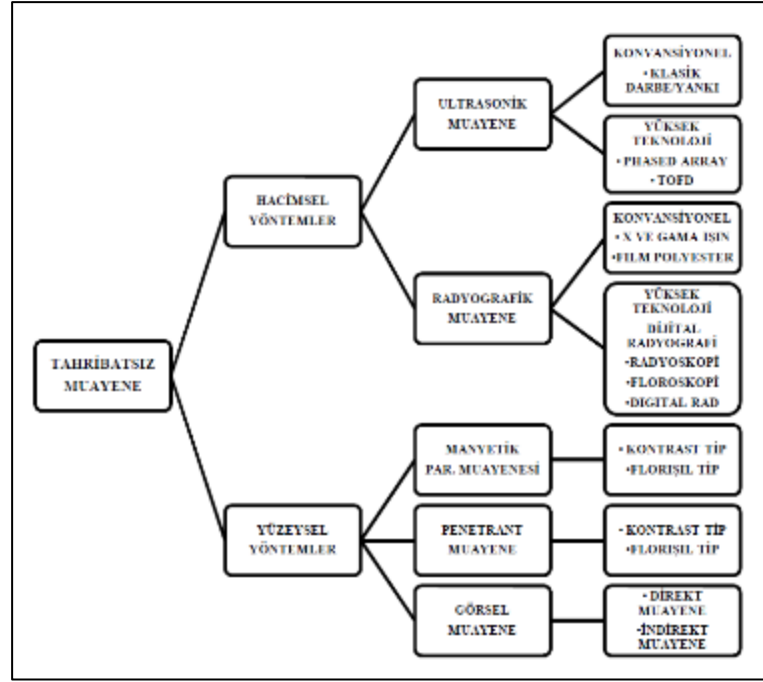 TAHRİBATSIZ
MUAYENE
HACİMSEL
YÖNTEMLER
ULTRASONİK
MUAYENE
KONVANSİYONEL
• KLASİK
DARBE/YANKI
YÜKSEK
TEKNOLOJİ
• PHASED ARRAY
• TOFD
RADYOGRAFİK
MUAYENE
KONVANSİYONEL
• X VE GAMA IŞIN
•FILM POLYESTER
YÜKSEK
TEKNOLOJİ
DİJİTAL
RADYOGRAFİ
•RADYOSKOPİ
•FLOROSKOPİ
•DIGITAL RAD
YÜZEYSEL
YÖNTEMLER
MANYETİK
PAR. MUAYENESİ
• KONTRAST TİP
•FLORIŞIL TİP
PENETRANT
MUAYENE
• KONTRAST TİP
•FLORIŞIL TİP
GÖRSEL
MUAYENE
• DİREKT
MUAYENE
•İNDİREKT
MUAYENE